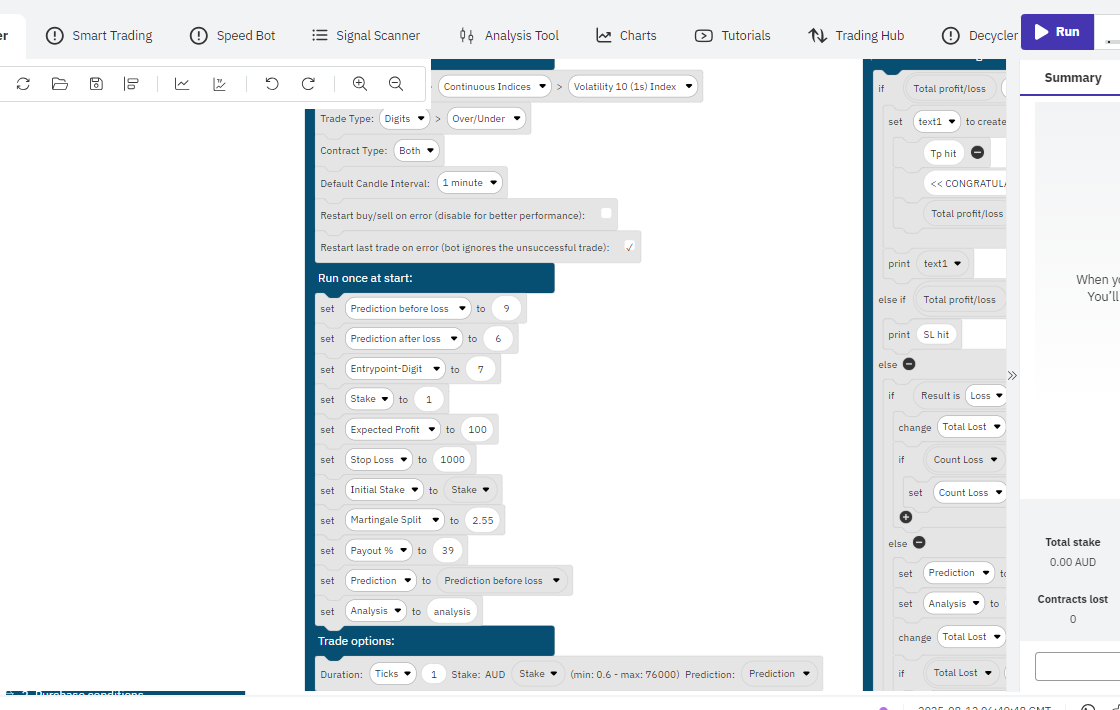 er Smart Trading Speed Bot Signal Scanner Analysis Tool Charts Tutorials Trading Hub Decycler Run
Summary
Continuous Indices > Volatility 10 (1s) Index
Trade Type: Digits > Over/Under
Contract Type: Both
Default Candle Interval: 1 minute
Restart buy/sell on error (disable for better performance):
Restart last trade on error (bot ignores the unsuccessful trade): ✓
Run once at start:
set Prediction before loss to 9
set Prediction after loss to 6
set Entrypoint-Digit to 7
set Stake to 1
set Expected Profit to 100
set Stop Loss to 1000
set Initial Stake to Stake
set Martingale Split to 2.55
set Payout % to 39
set Prediction to Prediction before loss
set Analysis to analysis
Trade options:
Duration: Ticks 1 Stake: AUD Stake (min: 0.6 - max: 76000) Prediction: Prediction
2. Purchase conditions
if Total profit/loss
set text1 to create
Tp hit
<< CONGRATULA
Total profit/loss
print text1
else if Total profit/loss
print SL hit
else
if Result is Loss
change Total Lost
if Count Loss
set Count Loss
else
set Prediction to
set Analysis to
change Total Lost
if Total Lost
When yo
You'll
Total stake
0.00 AUD
Contracts lost
0